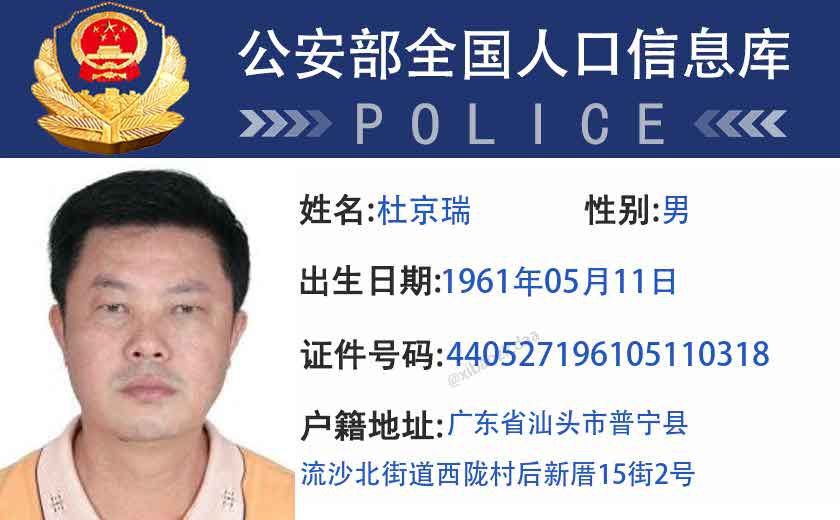 公安部全国人口信息库
POLICE
姓名:杜京瑞 性别:男
出生日期:1961年05月11日
证件号码:440527196105110318
户籍地址:广东省汕头市普宁县
流沙北街道西陇村后新厝15街2号